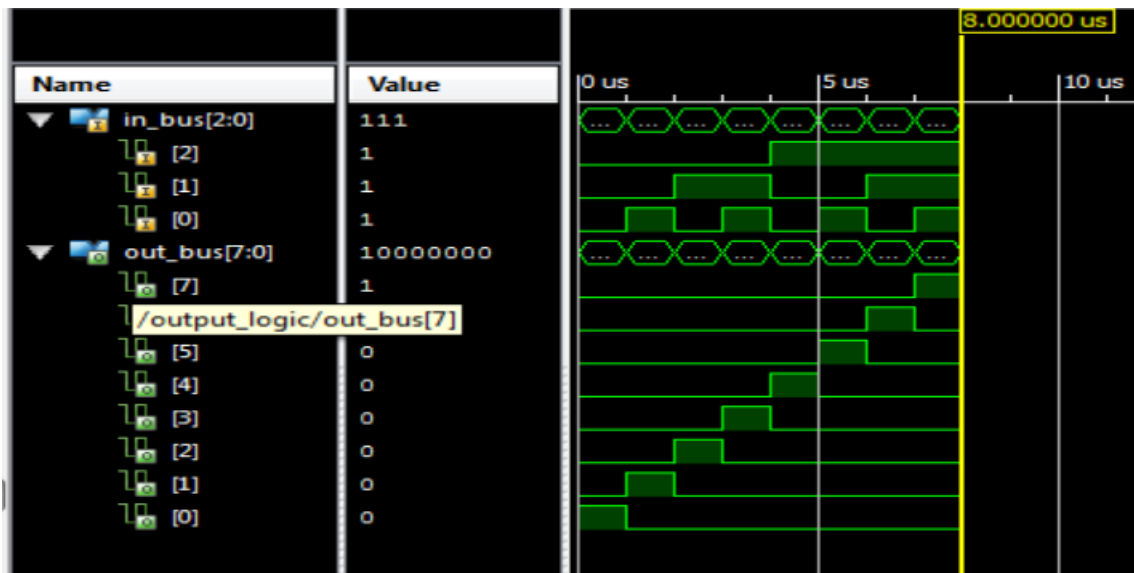 8.000000 us
Name Value 0 us 5 us 10 us
in_bus[2:0] 111 ... ... ... ... ... ... ... ...
[2] 1
[1] 1
[0] 1
out_bus[7:0] 10000000 ... ... ... ... ... ... ... ...
[7] 1
/output_logic/out_bus[7]
[5] 0
[4] 0
[3] 0
[2] 0
[1] 0
[0] 0